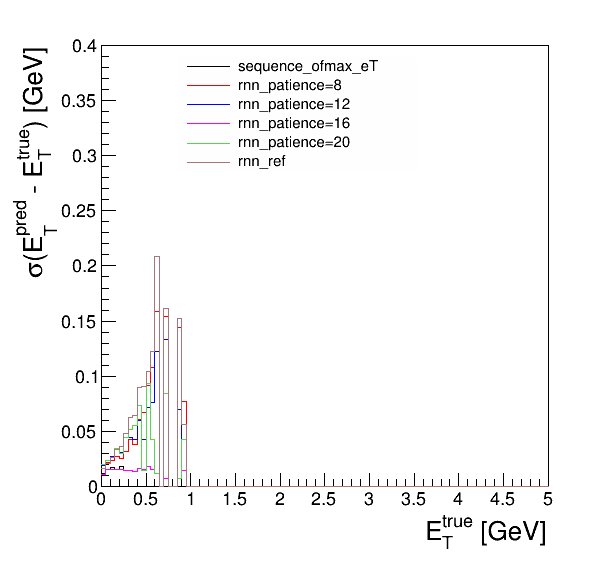 σ(E_T^pred - E_T^true) [GeV]
0.4
0.35
0.3
0.25
0.2
0.15
0.1
0.05
0
sequence_ofmax_eT
rnn_patience=8
rnn_patience=12
rnn_patience=16
rnn_patience=20
rnn_ref
0 0.5 1 1.5 2 2.5 3 3.5 4 4.5 5
E_T^true [GeV]